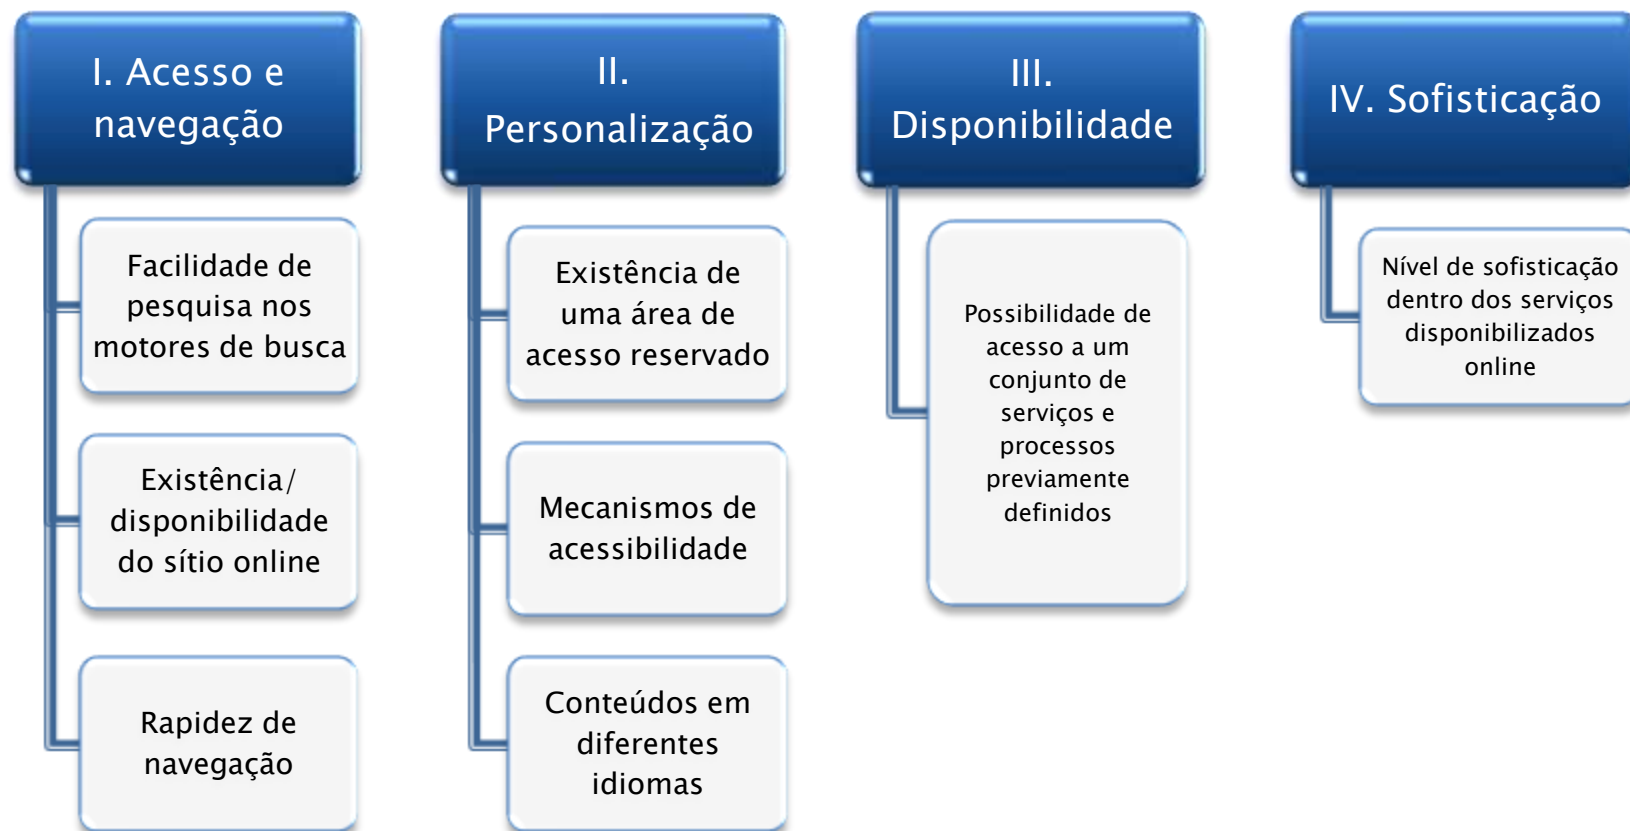 I. Acesso e
navegação
Facilidade de
pesquisa nos
motores de busca
Existência/
disponibilidade
do sítio online
Rapidez de
navegação
II.
Personalização
Existência de
uma área de
acesso reservado
Mecanismos de
acessibilidade
Conteúdos em
diferentes
idiomas
III.
Disponibilidade
Possibilidade de
acesso a um
conjunto de
serviços e
processos
previamente
definidos
IV. Sofisticação
Nível de sofisticação
dentro dos serviços
disponibilizados
online